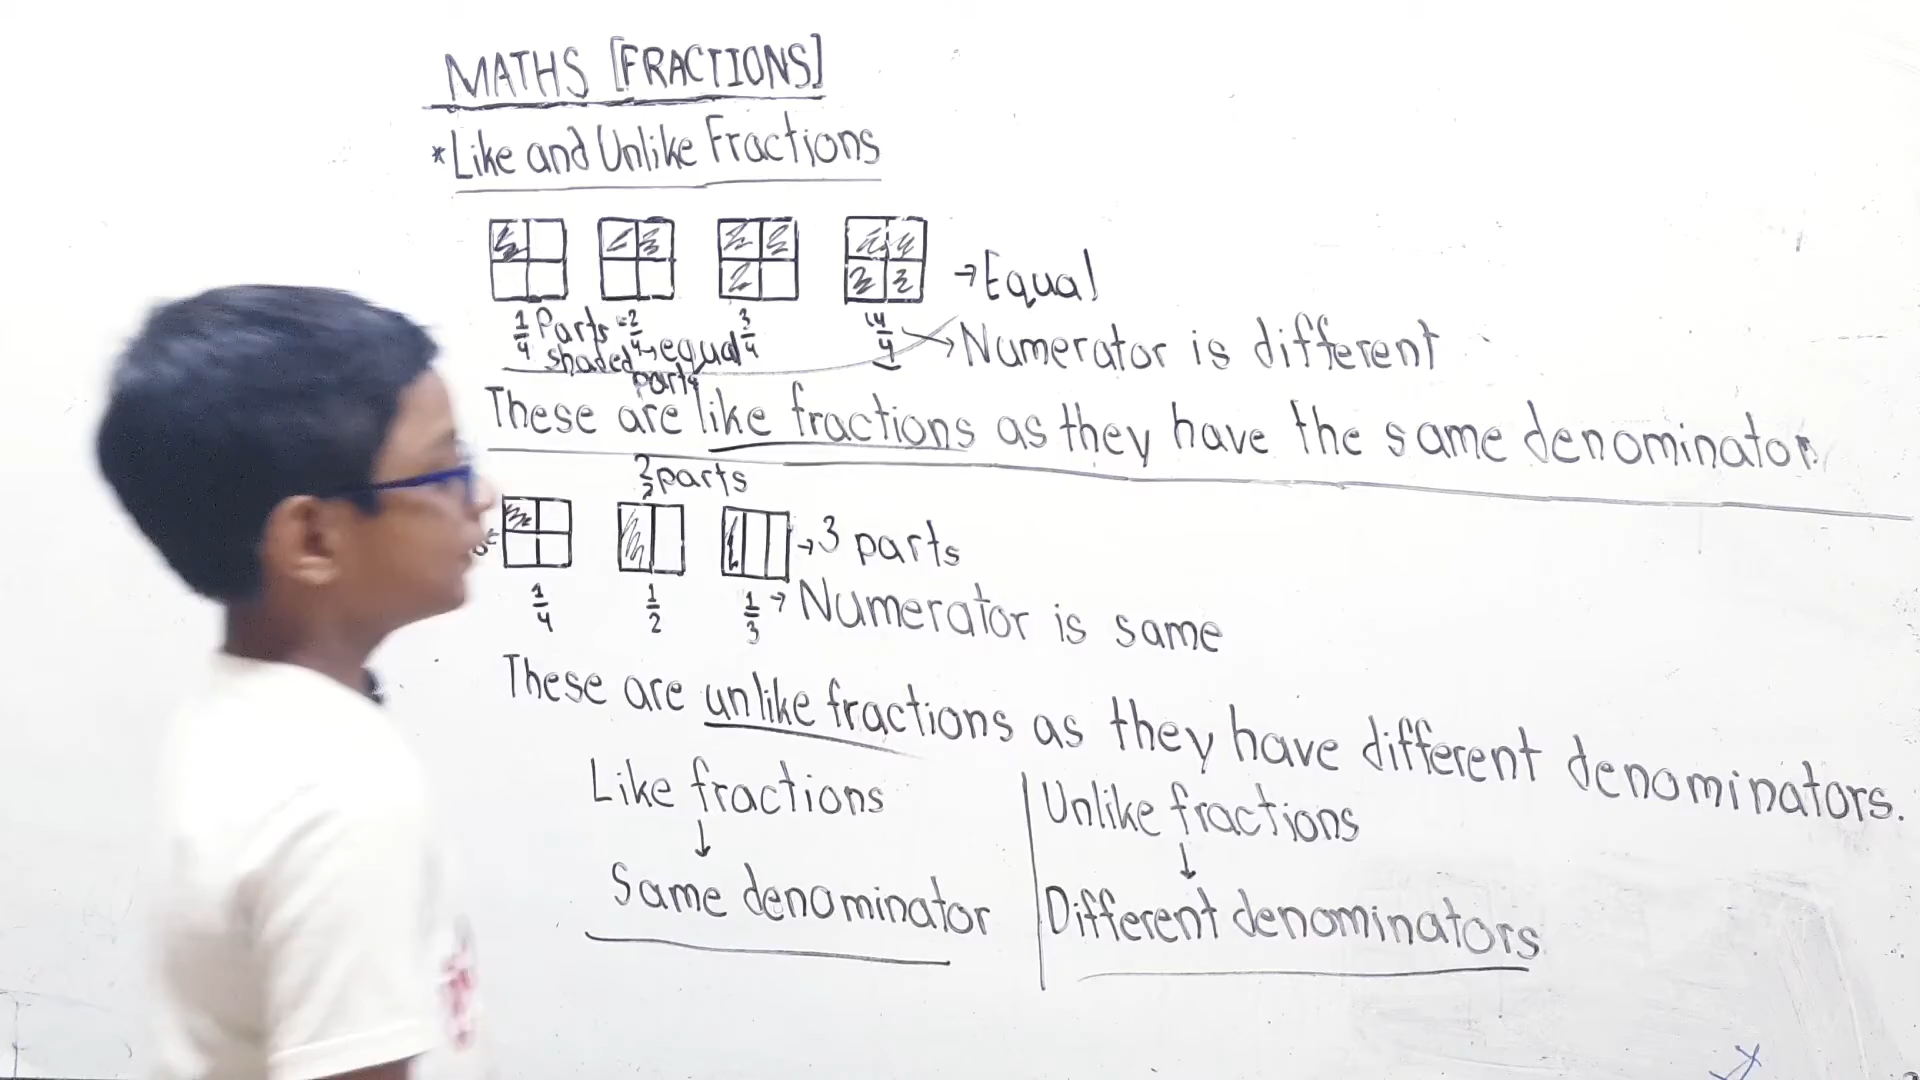 MATHS [FRACTIONS]
*Like and Unlike Fractions
→Equal
1/4 Parts shaded 2/4 →equal parts 3/4 4/4
→Numerator is different
These are like fractions as they have the same denominator.
2 parts
→3 parts
1/4 1/2 1/3 →Numerator is same
These are unlike fractions as they have different denominators.
Like fractions
↓
Same denominator
Unlike fractions
↓
Different denominators